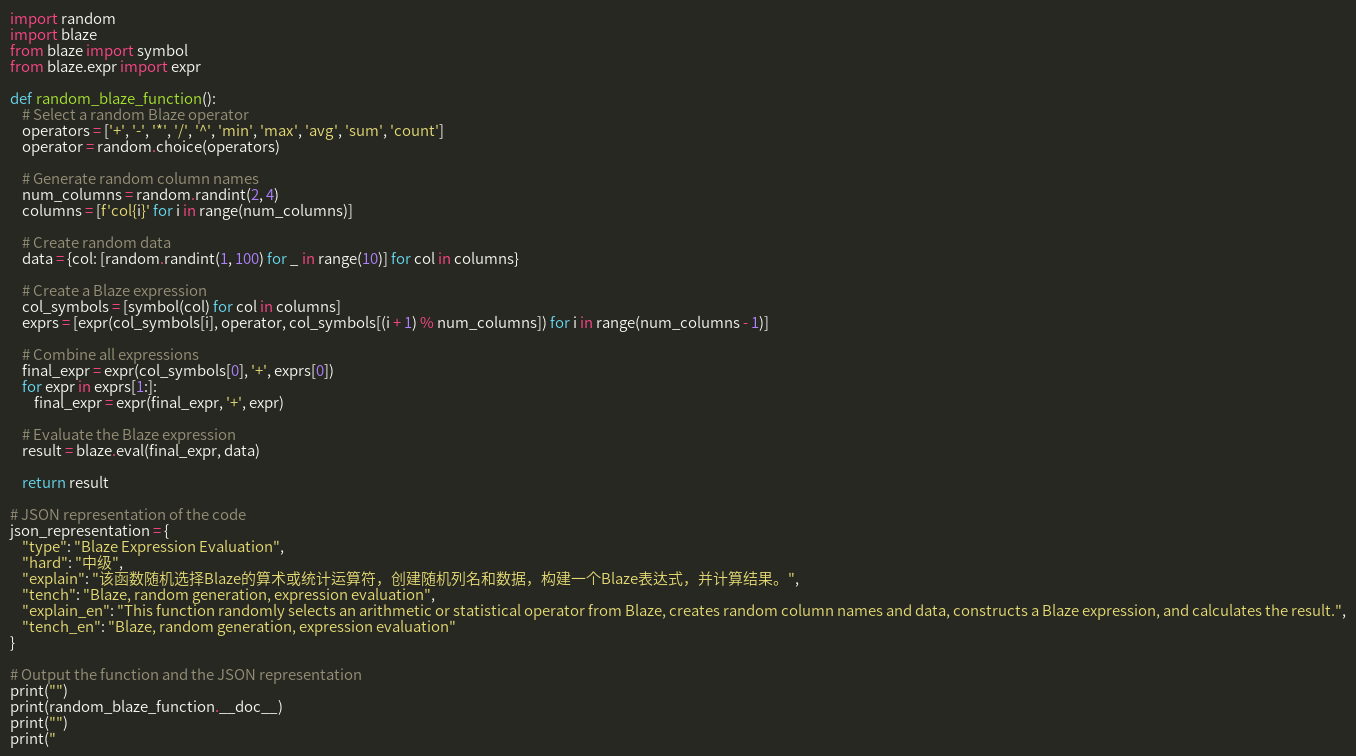 import random
import blaze
from blaze import symbol
from blaze.expr import expr

def random_blaze_function():
    # Select a random Blaze operator
    operators = ['+', '-', '*', '/', '^', 'min', 'max', 'avg', 'sum', 'count']
    operator = random.choice(operators)

    # Generate random column names
    num_columns = random.randint(2, 4)
    columns = [f'col{i}' for i in range(num_columns)]

    # Create random data
    data = {col: [random.randint(1, 100) for _ in range(10)] for col in columns}

    # Create a Blaze expression
    col_symbols = [symbol(col) for col in columns]
    exprs = [expr(col_symbols[i], operator, col_symbols[(i + 1) % num_columns]) for i in range(num_columns - 1)]

    # Combine all expressions
    final_expr = expr(col_symbols[0], '+', exprs[0])
    for expr in exprs[1:]:
        final_expr = expr(final_expr, '+', expr)

    # Evaluate the Blaze expression
    result = blaze.eval(final_expr, data)

    return result

# JSON representation of the code
json_representation = {
    "type": "Blaze Expression Evaluation",
    "hard": "中级",
    "explain": "该函数随机选择Blaze的算术或统计运算符，创建随机列名和数据，构建一个Blaze表达式，并计算结果。",
    "tench": "Blaze, random generation, expression evaluation",
    "explain_en": "This function randomly selects an arithmetic or statistical operator from Blaze, creates random column names and data, constructs a Blaze expression, and calculates the result.",
    "tench_en": "Blaze, random generation, expression evaluation"
}

# Output the function and the JSON representation
print("")
print(random_blaze_function.__doc__)
print("")
print("